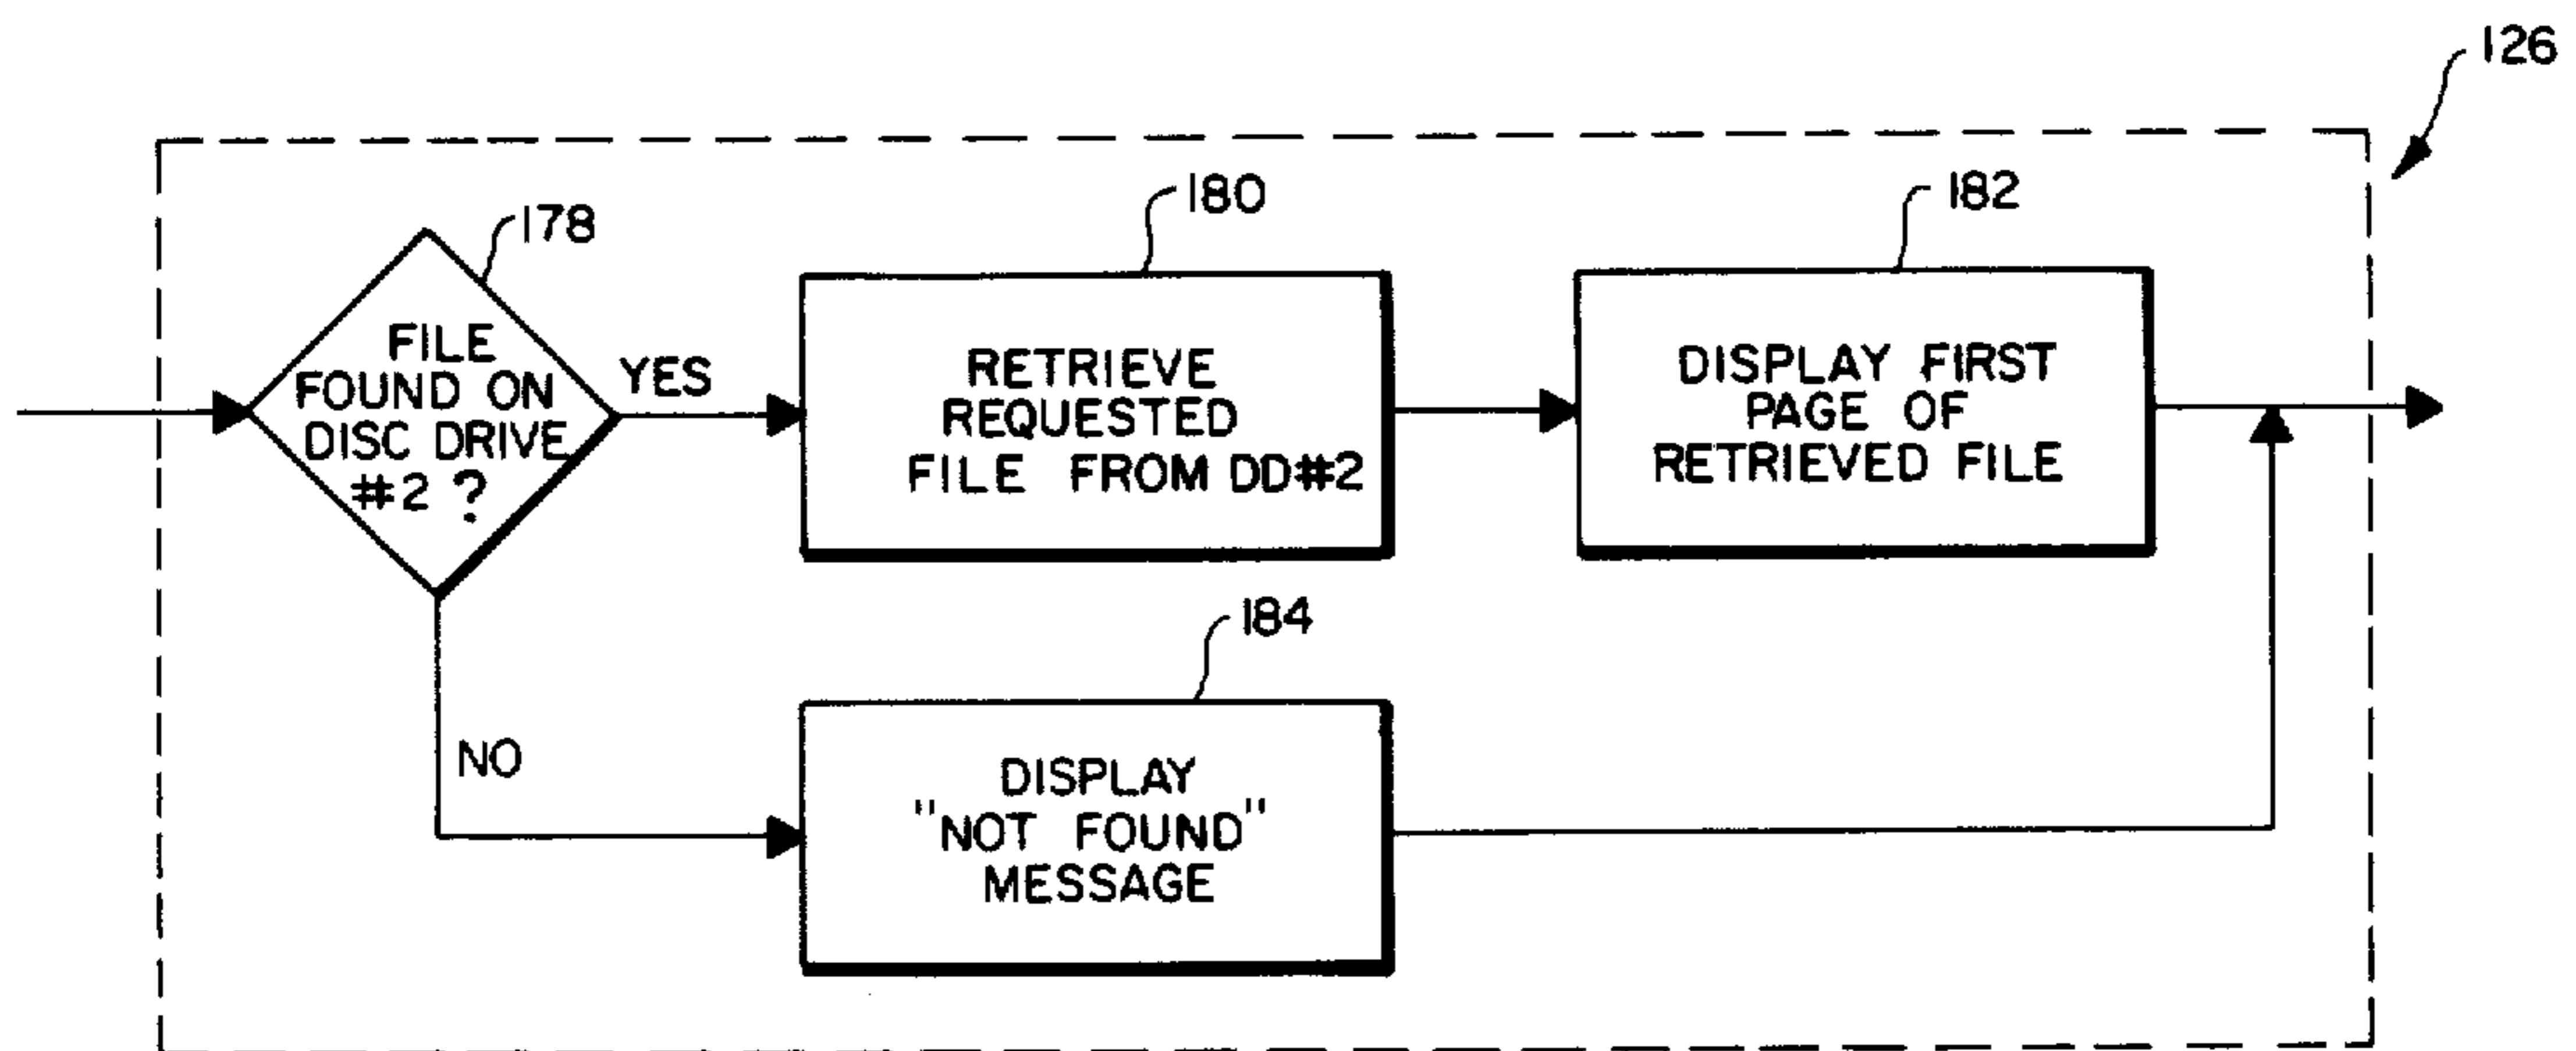 126
178
FILE
FOUND ON
DISC DRIVE
#2 ?
YES
180
RETRIEVE
REQUESTED
FILE FROM DD#2
182
DISPLAY FIRST
PAGE OF
RETRIEVED FILE
NO
184
DISPLAY
"NOT FOUND"
MESSAGE